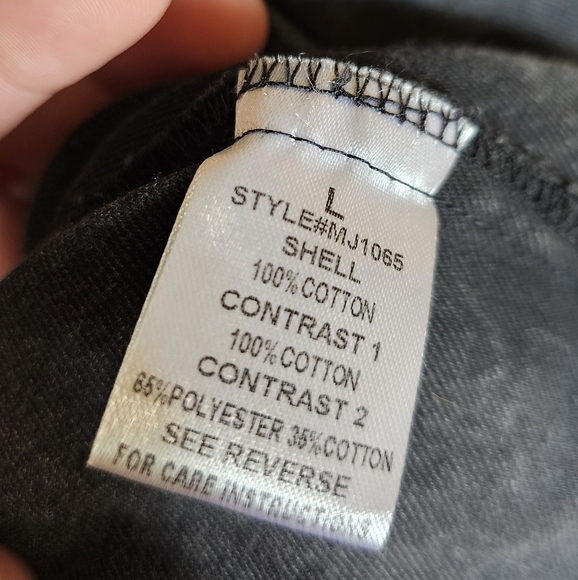 L
STYLE#MJ1065
SHELL
100%COTTON
CONTRAST 1
100%COTTON
CONTRAST 2
65%POLYESTER 35%COTTON
SEE REVERSE
FOR CARE INSTRUCTIONS